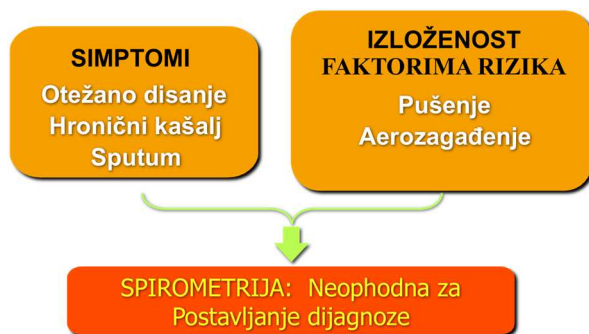 SIMPTOMI
Otežano disanje
Hronični kašalj
Sputum
IZLOŽENOST
FAKTORIMA RIZIKA
Pušenje
Aerozagađenje
SPIROMETRIJA: Neophodna za
Postavljanje dijagnoze